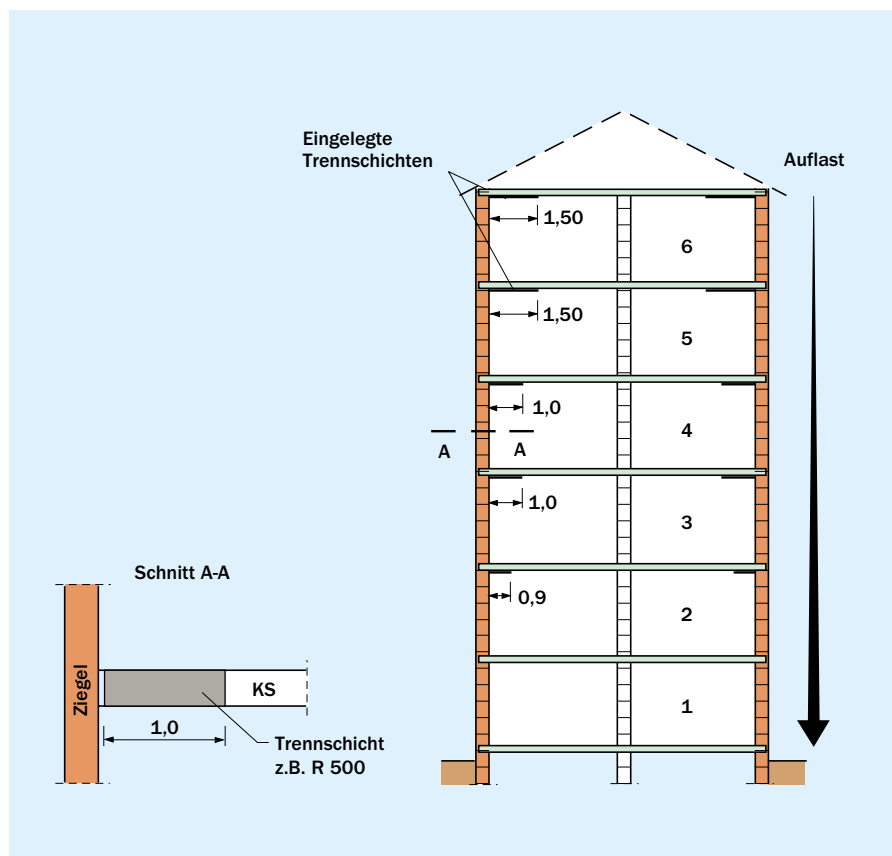 Eingelegte
Trennschichten
Auflast
1,50
6
1,50
5
1,0
4
A
A
1,0
3
Schnitt A-A
0,9
2
Ziegel
KS
1
1,0
Trennschicht
z.B. R 500